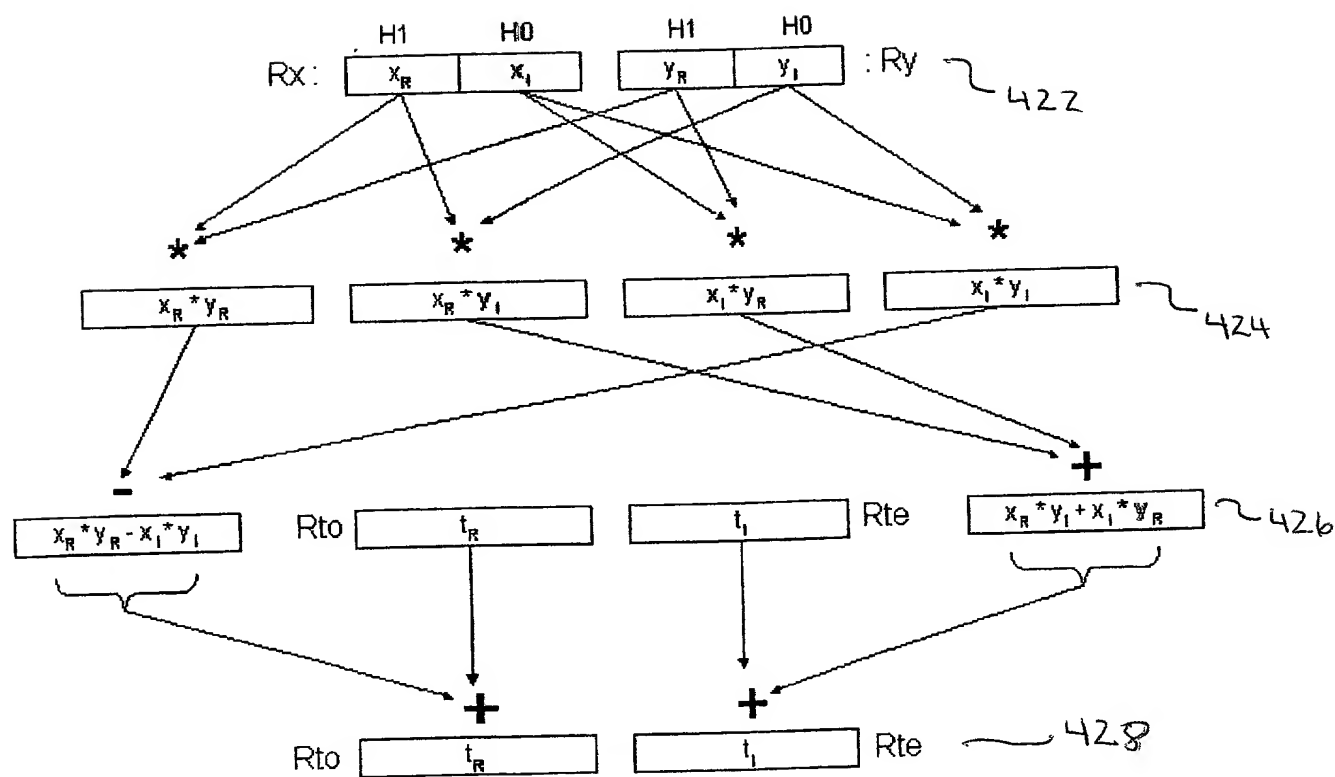 H1 H0 H1 H0
Rx: x_R x_I y_R y_I : Ry 422
* * * *
x_R * y_R x_R * y_I x_I * y_R x_I * y_I 424
- +
x_R * y_R - x_I * y_I Rto t_R t_I Rte x_R * y_I + x_I * y_R 426
+ +
Rto t_R t_I Rte 428